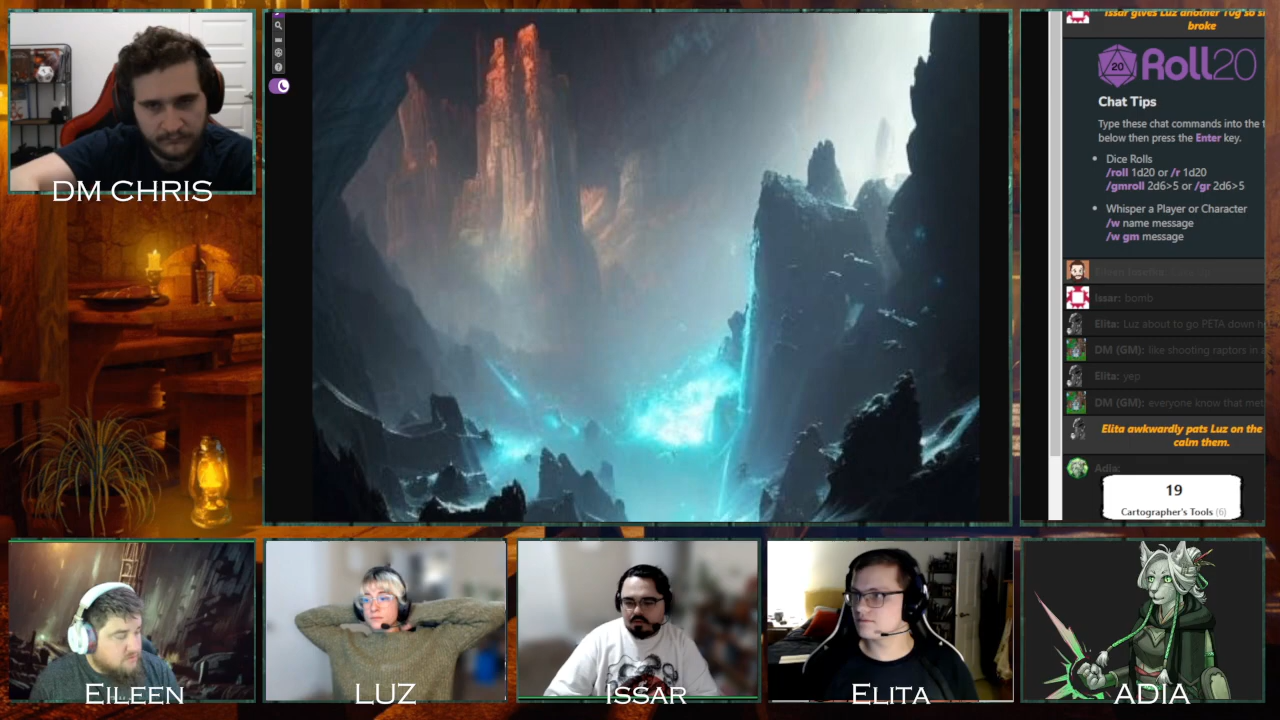 DM CHRIS
Issar gives Luz another rug so s
broke
20
Roll20
Chat Tips
Type these chat commands into the t
below then press the Enter key.
Dice Rolls
/roll 1d20 or /r 1d20
/gmroll 2d6>5 or /gr 2d6>5
Whisper a Player or Character
/w name message
/w gm message
Issar: bomb
Elita: Luz about to go PETA down h
DM (GM): like shooting raptors in a
Elita: yep
DM (GM): everyone know that met
Elita awkwardly pats Luz on the
calm them.
Adia:
19
Cartographer's Tools (6)
EILEEN
LUZ
ISSAR
ELITA
ADIA